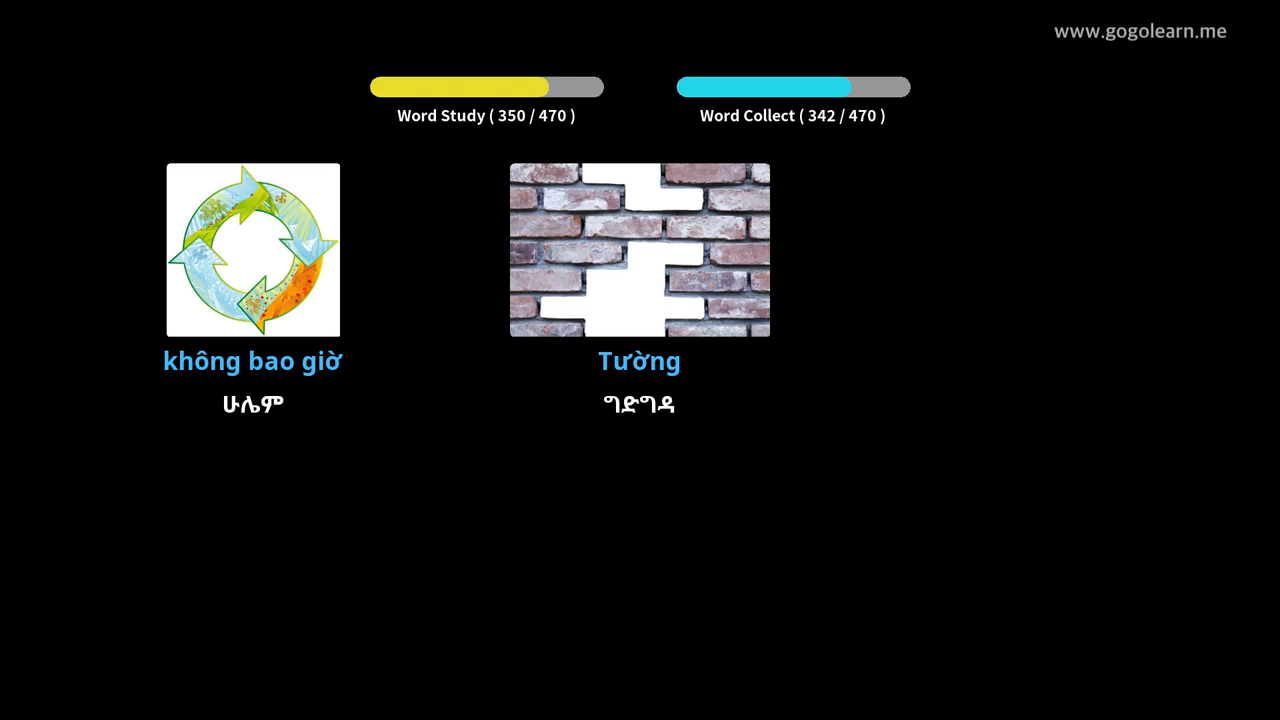 www.gogolearn.me
Word Study ( 350 / 470 )
Word Collect ( 342 / 470 )
không bao giờ
Tường
ሁሌም
ግድግዳ